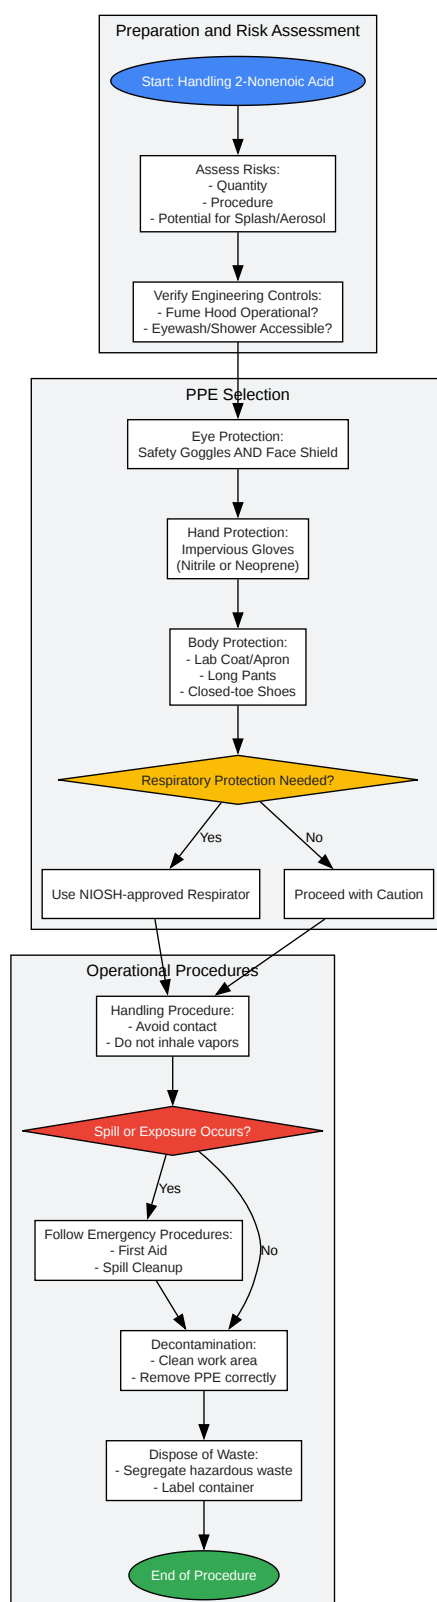 Preparation and Risk Assessment
Start: Handling 2-Nonenoic Acid
Assess Risks:
- Quantity
- Procedure
- Potential for Splash/Aerosol
Verify Engineering Controls:
- Fume Hood Operational?
- Eyewash/Shower Accessible?
PPE Selection
Eye Protection:
Safety Goggles AND Face Shield
Hand Protection:
Impervious Gloves
(Nitrile or Neoprene)
Body Protection:
- Lab Coat/Apron
- Long Pants
- Closed-toe Shoes
Respiratory Protection Needed?
Yes
No
Use NIOSH-approved Respirator
Proceed with Caution
Operational Procedures
Handling Procedure:
- Avoid contact
- Do not inhale vapors
Spill or Exposure Occurs?
Yes
Follow Emergency Procedures:
- First Aid
- Spill Cleanup
No
Decontamination:
- Clean work area
- Remove PPE correctly
Dispose of Waste:
- Segregate hazardous waste
- Label container
End of Procedure